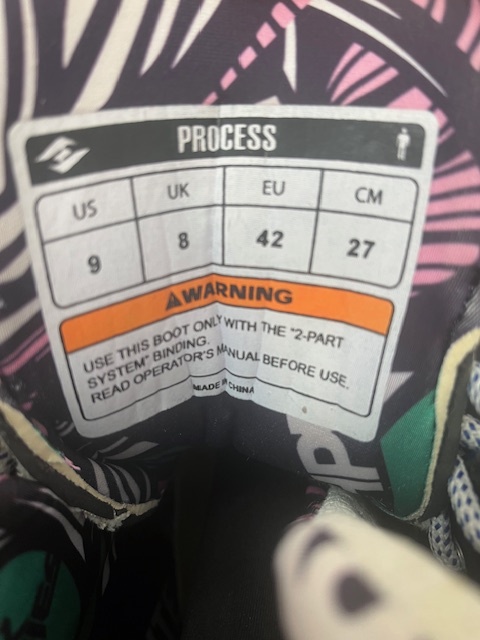 PROCESS
US UK EU CM
9 8 42 27
WARNING
USE THIS BOOT ONLY WITH THE "2-PART
SYSTEM" BINDING.
READ OPERATOR'S MANUAL BEFORE USE.
MADE IN CHINA